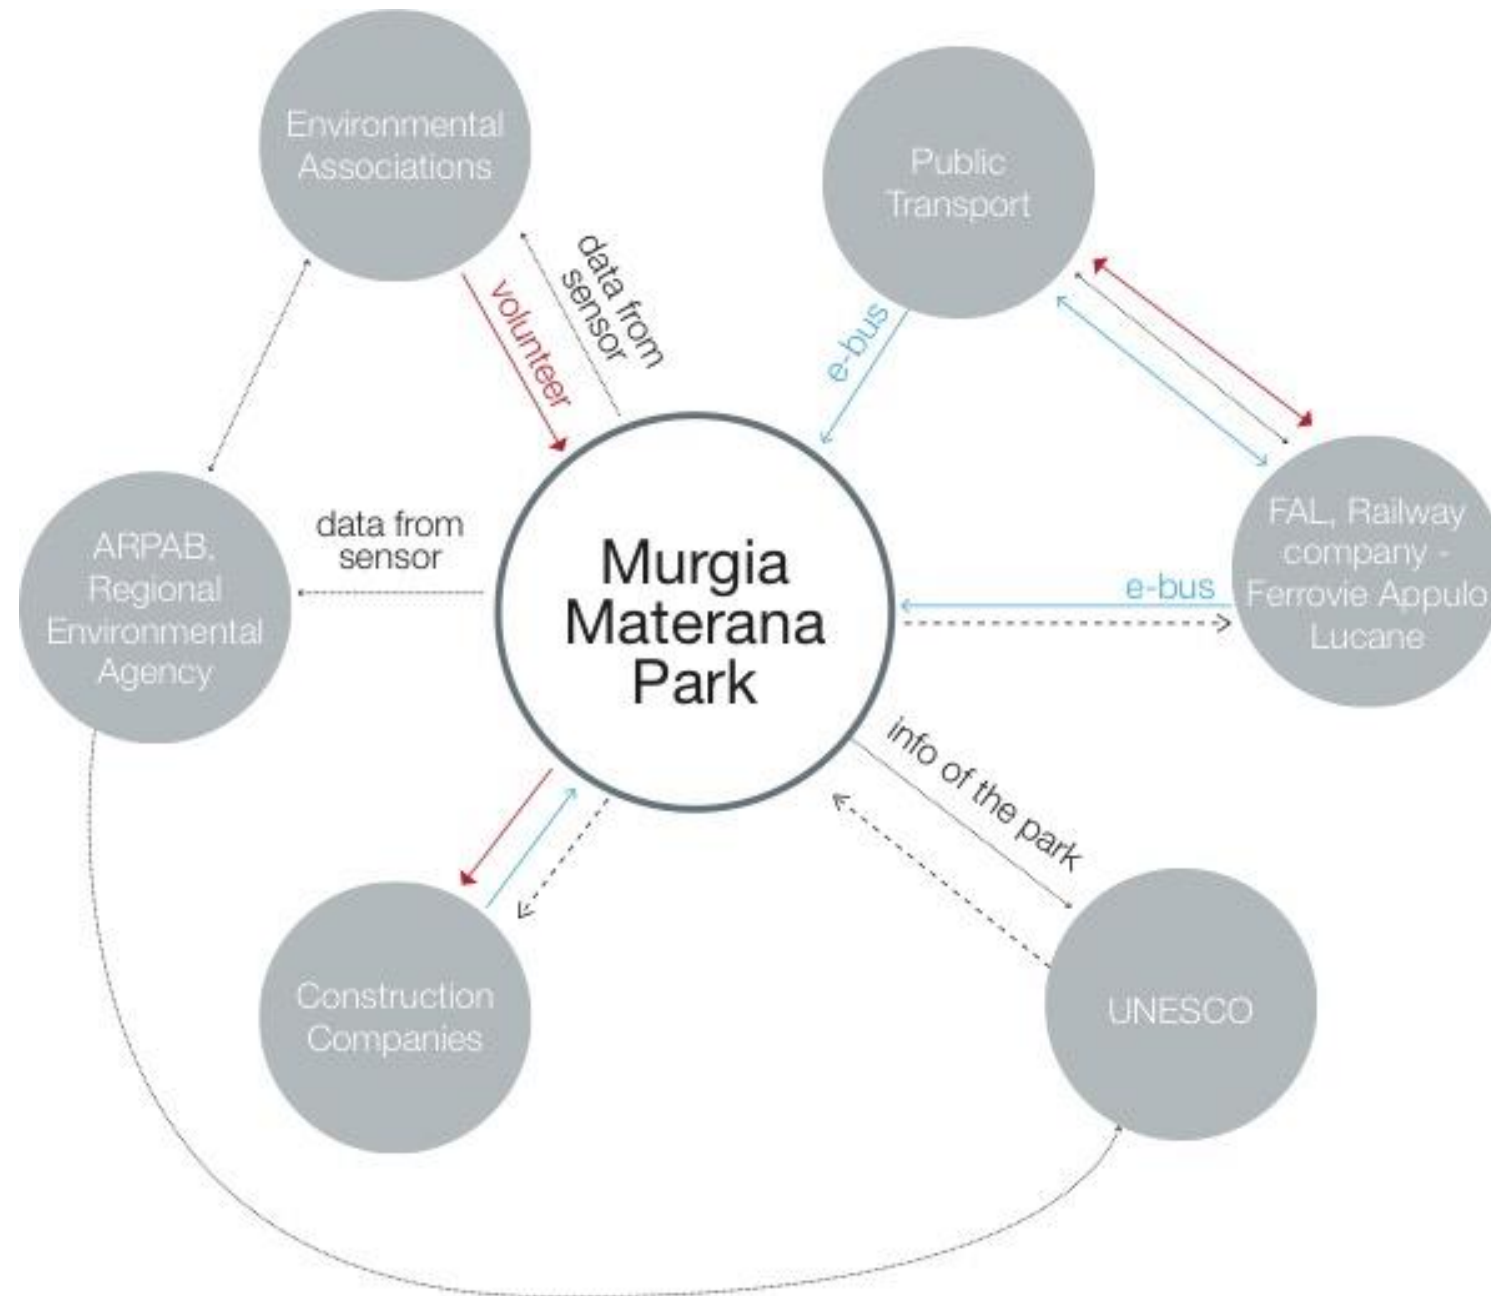 Environmental
Associations
Public
Transport
data from
sensor
volunteer
e-bus
ARPAB,
Regional
Environmental
Agency
data from
sensor
Murgia
Materana
Park
e-bus
FAL, Railway
company -
Ferrovie Appulo
Lucane
info of the park
Construction
Companies
UNESCO